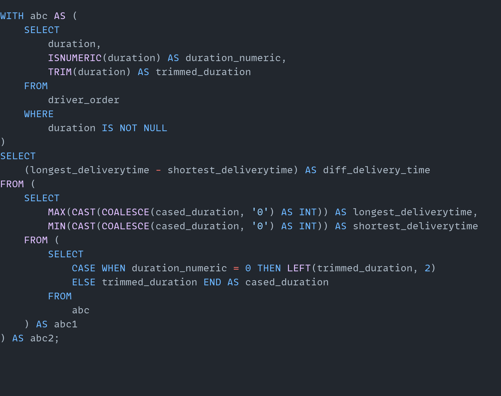 WITH abc AS (
    SELECT
        duration,
        ISNUMERIC(duration) AS duration_numeric,
        TRIM(duration) AS trimmed_duration
    FROM
        driver_order
    WHERE
        duration IS NOT NULL
)
SELECT
    (longest_deliverytime - shortest_deliverytime) AS diff_delivery_time
FROM (
    SELECT
        MAX(CAST(COALESCE(cased_duration, '0') AS INT)) AS longest_deliverytime,
        MIN(CAST(COALESCE(cased_duration, '0') AS INT)) AS shortest_deliverytime
    FROM (
        SELECT
            CASE WHEN duration_numeric = 0 THEN LEFT(trimmed_duration, 2)
            ELSE trimmed_duration END AS cased_duration
        FROM
            abc
    ) AS abc1
) AS abc2;